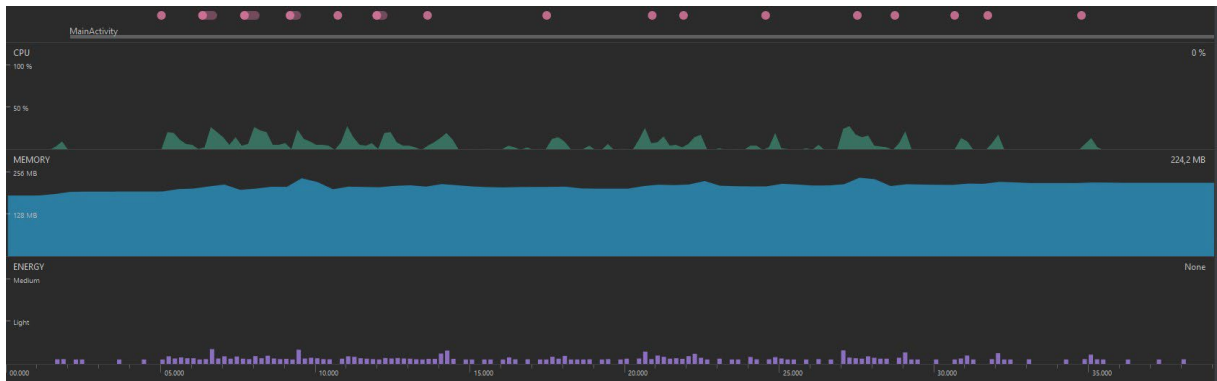 MainActivity
CPU 0 %
100 %
50 %
MEMORY 224,2 MB
256 MB
128 MB
ENERGY None
Medium
Light
00.000 05.000 10.000 15.000 20.000 25.000 30.000 35.000